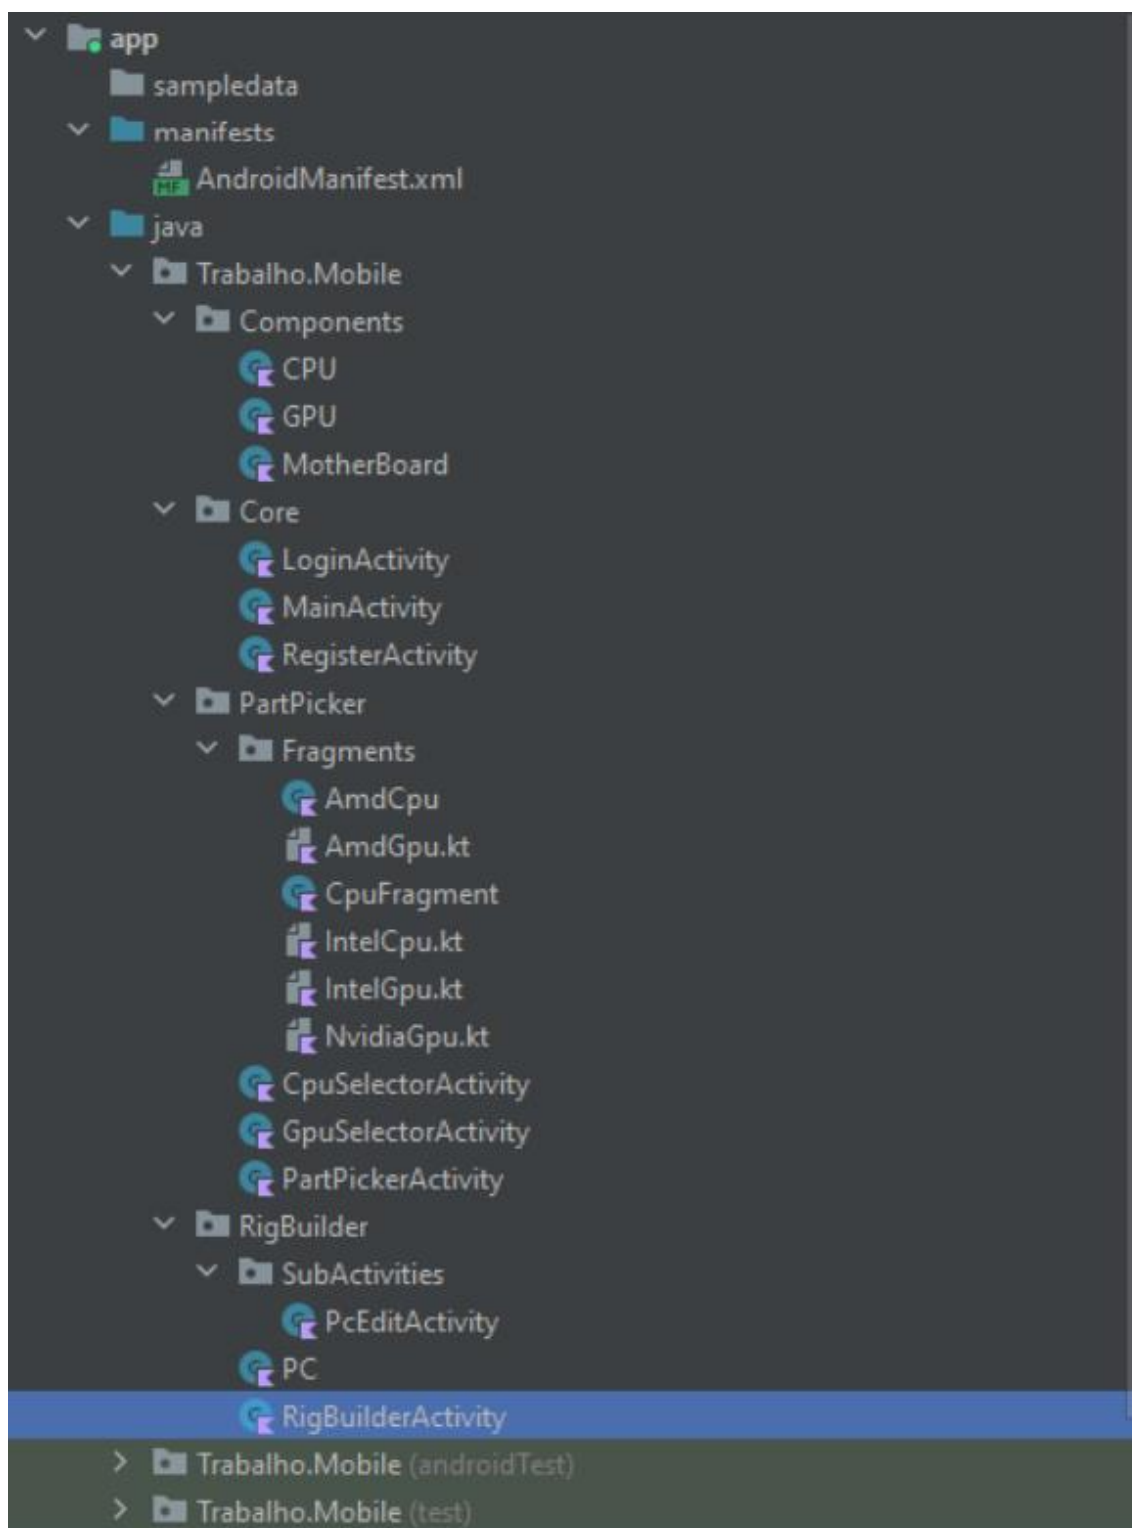 app
sampledata
manifests
MF AndroidManifest.xml
java
Trabalho.Mobile
Components
CPU
GPU
MotherBoard
Core
LoginActivity
MainActivity
RegisterActivity
PartPicker
Fragments
AmdCpu
AmdGpu.kt
CpuFragment
IntelCpu.kt
IntelGpu.kt
NvidiaGpu.kt
CpuSelectorActivity
GpuSelectorActivity
PartPickerActivity
RigBuilder
SubActivities
PcEditActivity
PC
RigBuilderActivity
Trabalho.Mobile (androidTest)
Trabalho.Mobile (test)